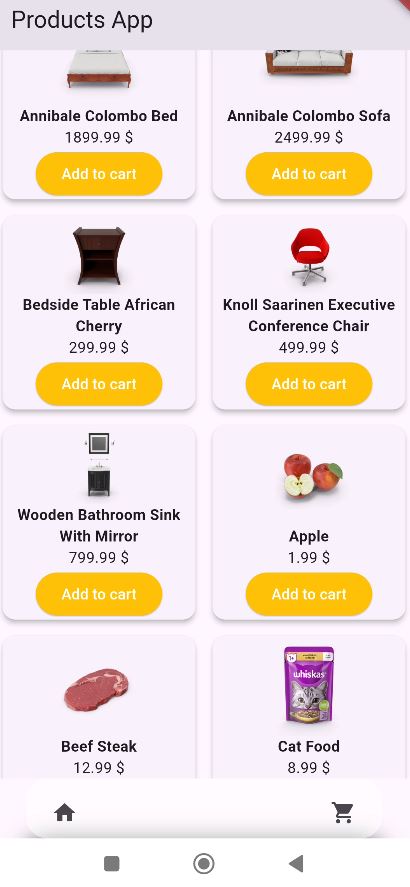 Products App
Annibale Colombo Bed
1899.99 $
Add to cart
Annibale Colombo Sofa
2499.99 $
Add to cart
Bedside Table African
Cherry
299.99 $
Add to cart
Knoll Saarinen Executive
Conference Chair
499.99 $
Add to cart
Wooden Bathroom Sink
With Mirror
799.99 $
Add to cart
Apple
1.99 $
Add to cart
Beef Steak
12.99 $
whiskas
Cat Food
8.99 $